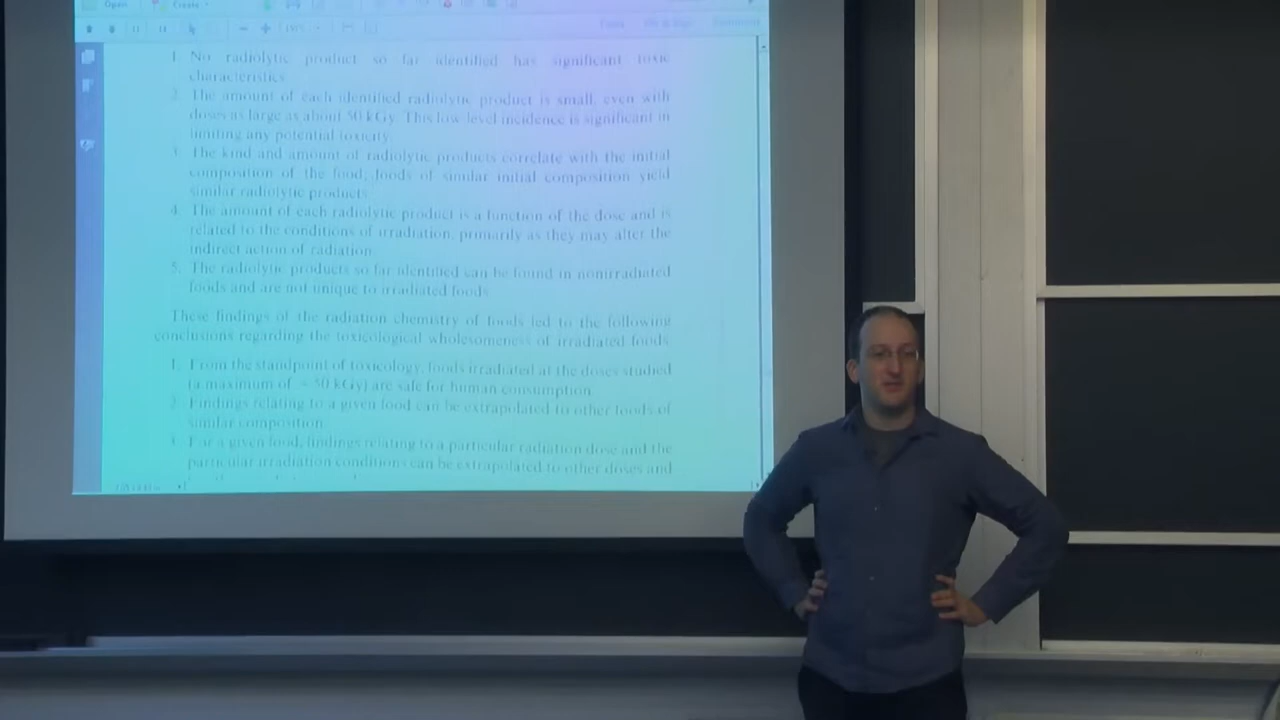 Open
Create
1. No radiolytic product so far identified has significant toxic
characteristics.
2. The amount of each identified radiolytic product is small, even with
doses as large as about 50 kGy. This low level incidence is significant in
limiting any potential toxicity.
3. The kind and amount of radiolytic products correlate with the initial
composition of the food; foods of similar initial composition yield
similar radiolytic products.
4. The amount of each radiolytic product is a function of the dose and is
related to the conditions of irradiation, primarily as they may alter the
indirect action of radiation.
5. The radiolytic products so far identified can be found in nonirradiated
foods and are not unique to irradiated foods.
These findings of the radiation chemistry of foods led to the following
conclusions regarding the toxicological wholesomeness of irradiated foods.
1. From the standpoint of toxicology, foods irradiated at the doses studied
(a maximum of ≈ 50 kGy) are safe for human consumption.
2. Findings relating to a given food can be extrapolated to other foods of
similar composition.
3. For a given food, findings relating to a particular radiation dose and the
particular irradiation conditions can be extrapolated to other doses and